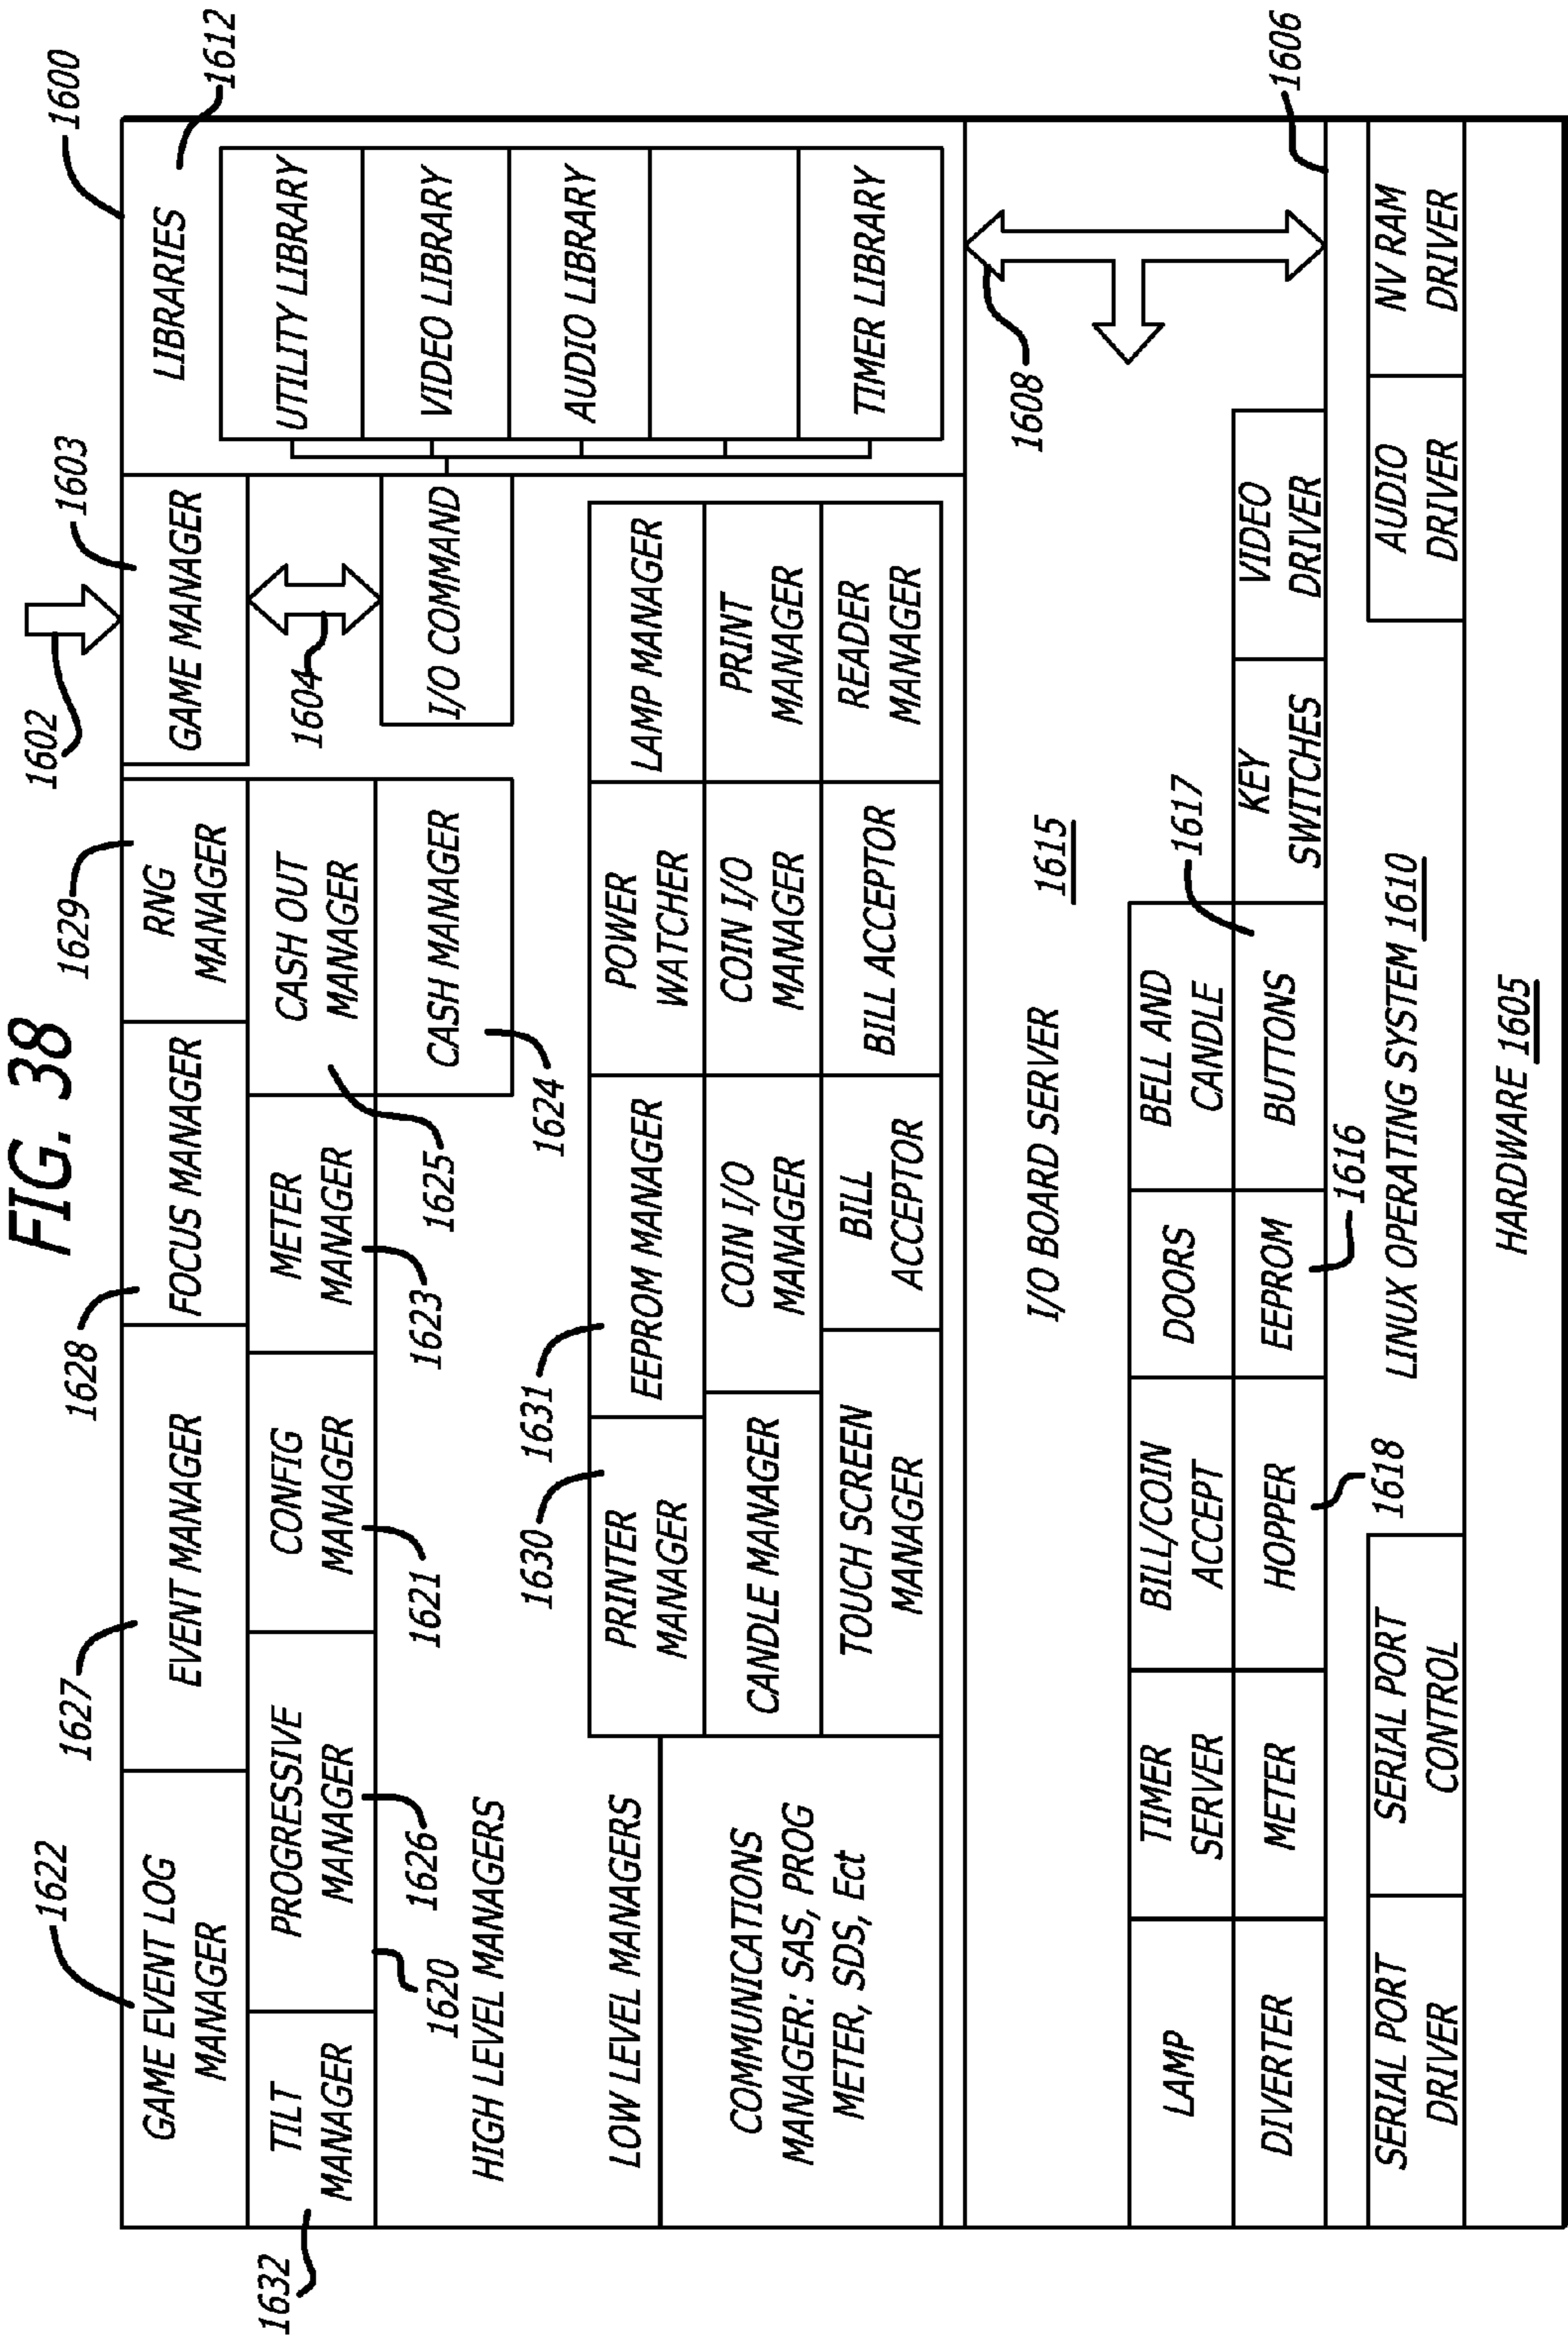 FIG. 38
1602
1603
1600
1612
1622
1627
1628
1629
GAME EVENT LOG
MANAGER
EVENT MANAGER
FOCUS MANAGER
RNG
MANAGER
GAME MANAGER
LIBRARIES
1632
TILT
MANAGER
PROGRESSIVE
MANAGER
CONFIG
MANAGER
METER
MANAGER
CASH OUT
MANAGER
1604
UTILITY LIBRARY
1620
1626
1621
1623
1625
CASH MANAGER
I/O COMMAND
VIDEO LIBRARY
HIGH LEVEL MANAGERS
1624
AUDIO LIBRARY
1630
1631
TIMER LIBRARY
LOW LEVEL MANAGERS
PRINTER
MANAGER
EEPROM MANAGER
POWER
WATCHER
LAMP MANAGER
COMMUNICATIONS
MANAGER: SAS, PROG
METER, SDS, Ect
CANDLE MANAGER
COIN I/O
MANAGER
COIN I/O
MANAGER
PRINT
MANAGER
TOUCH SCREEN
MANAGER
BILL
ACCEPTOR
BILL ACCEPTOR
READER
MANAGER
I/O BOARD SERVER
1615
1608
LAMP
TIMER
SERVER
BILL/COIN
ACCEPT
DOORS
BELL AND
CANDLE
1617
1606
DIVERTER
METER
HOPPER
EEPROM
BUTTONS
KEY
SWITCHES
VIDEO
DRIVER
1618
1616
SERIAL PORT
DRIVER
SERIAL PORT
CONTROL
LINUX OPERATING SYSTEM 1610
AUDIO
DRIVER
NV RAM
DRIVER
HARDWARE 1605